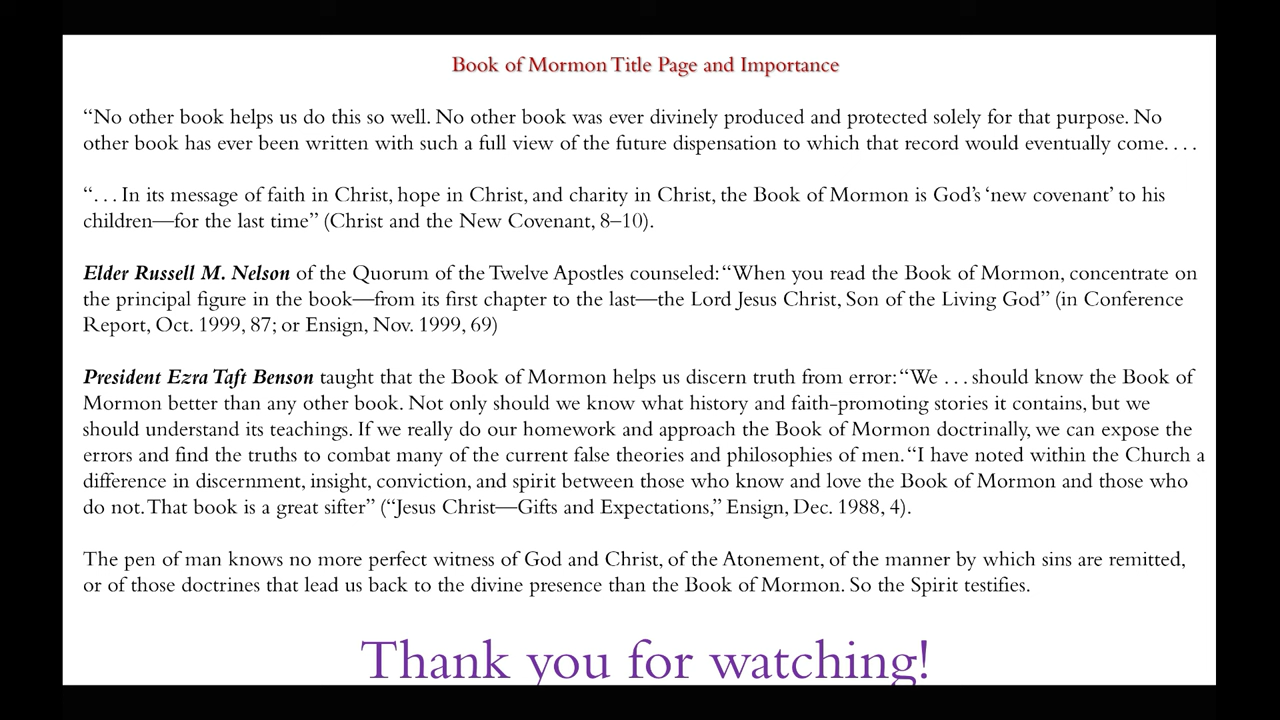 Book of Mormon Title Page and Importance
“No other book helps us do this so well. No other book was ever divinely produced and protected solely for that purpose. No
other book has ever been written with such a full view of the future dispensation to which that record would eventually come. . . .
“. . . In its message of faith in Christ, hope in Christ, and charity in Christ, the Book of Mormon is God’s ‘new covenant’ to his
children—for the last time” (Christ and the New Covenant, 8–10).
Elder Russell M. Nelson of the Quorum of the Twelve Apostles counseled: “When you read the Book of Mormon, concentrate on
the principal figure in the book—from its first chapter to the last—the Lord Jesus Christ, Son of the Living God” (in Conference
Report, Oct. 1999, 87; or Ensign, Nov. 1999, 69)
President Ezra Taft Benson taught that the Book of Mormon helps us discern truth from error: “We . . . should know the Book of
Mormon better than any other book. Not only should we know what history and faith-promoting stories it contains, but we
should understand its teachings. If we really do our homework and approach the Book of Mormon doctrinally, we can expose the
errors and find the truths to combat many of the current false theories and philosophies of men. “I have noted within the Church a
difference in discernment, insight, conviction, and spirit between those who know and love the Book of Mormon and those who
do not. That book is a great sifter” (“Jesus Christ—Gifts and Expectations,” Ensign, Dec. 1988, 4).
The pen of man knows no more perfect witness of God and Christ, of the Atonement, of the manner by which sins are remitted,
or of those doctrines that lead us back to the divine presence than the Book of Mormon. So the Spirit testifies.
Thank you for watching!